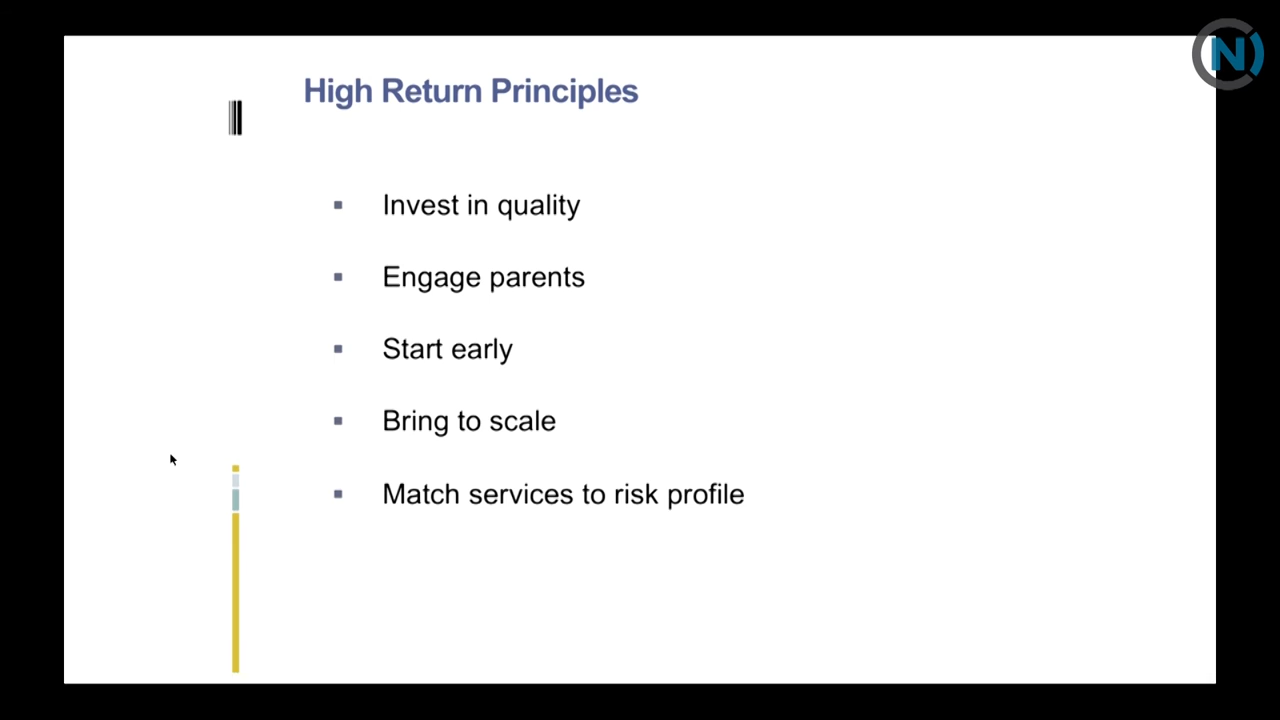 High Return Principles
Invest in quality
Engage parents
Start early
Bring to scale
Match services to risk profile
N